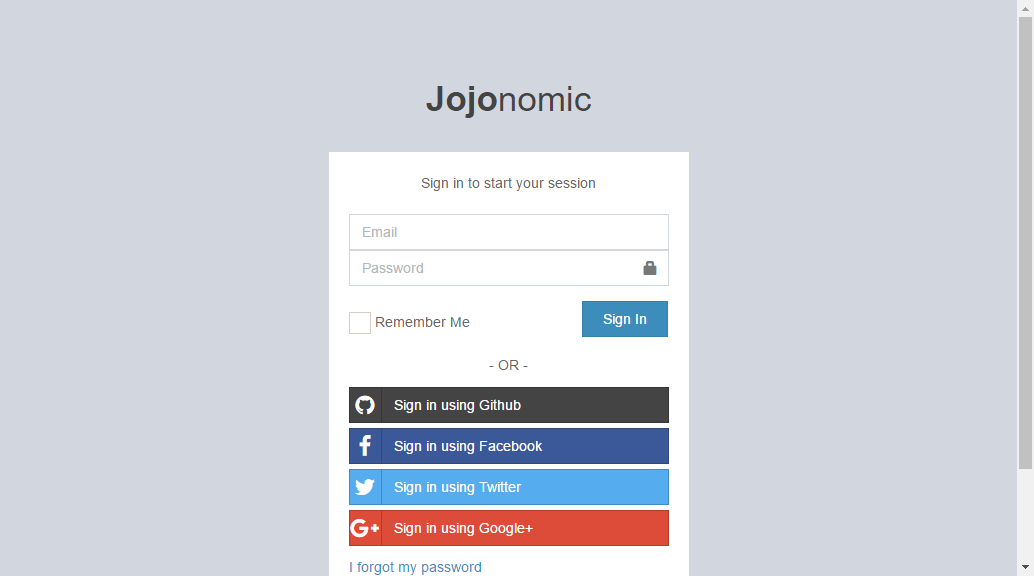 Jojonomic
Sign in to start your session
Email
Password
Remember Me
Sign In
- OR -
Sign in using Github
Sign in using Facebook
Sign in using Twitter
G+ Sign in using Google+
I forgot my password